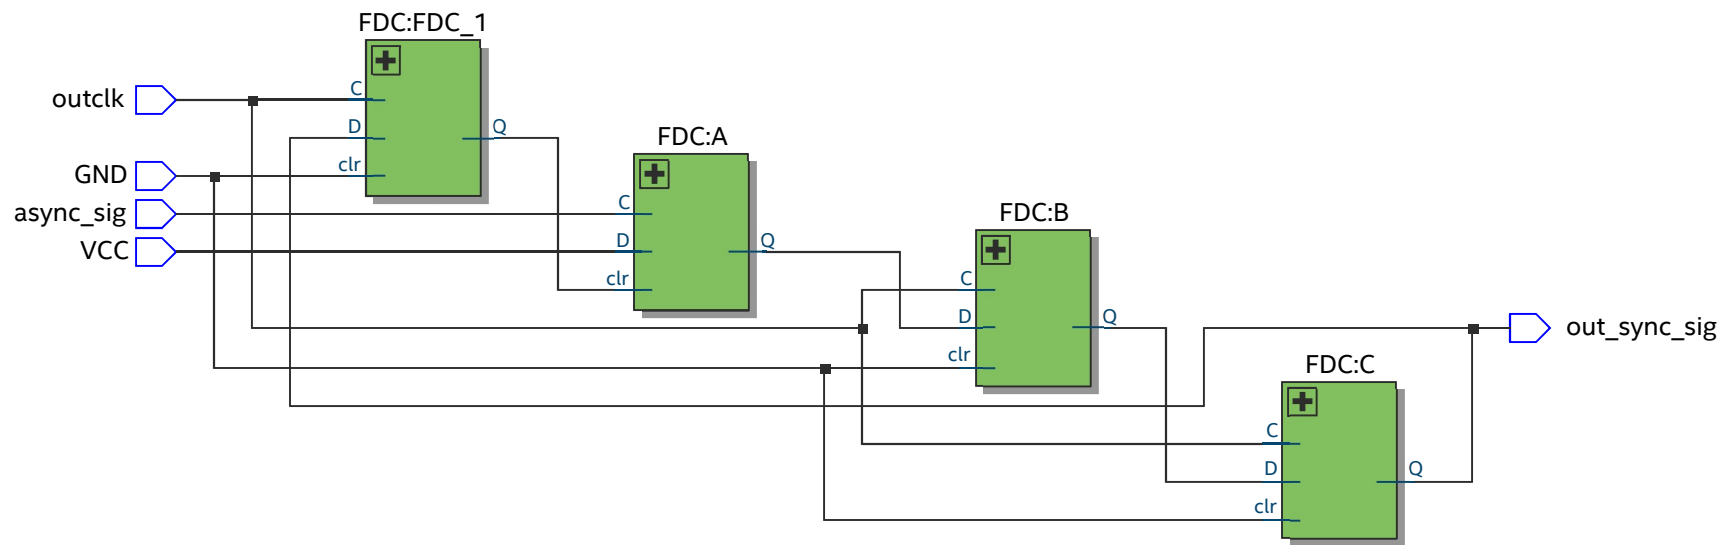 FDC:FDC_1
outclk
C
D
Q
GND
clr
async_sig
VCC
FDC:A
C
D
Q
clr
FDC:B
C
D
Q
clr
out_sync_sig
FDC:C
C
D
Q
clr